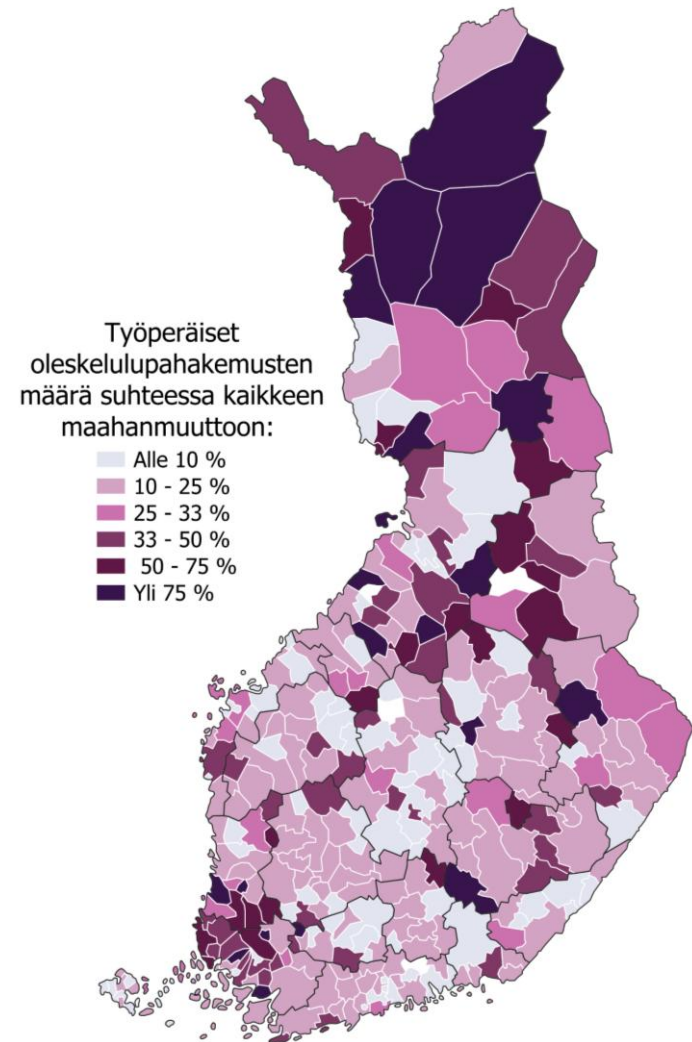 Työperäiset
oleskelulupahakemusten
määrä suhteessa kaikkeen
maahanmuuttoon:
Alle 10 %
10 - 25 %
25 - 33 %
33 - 50 %
50 - 75 %
Yli 75 %